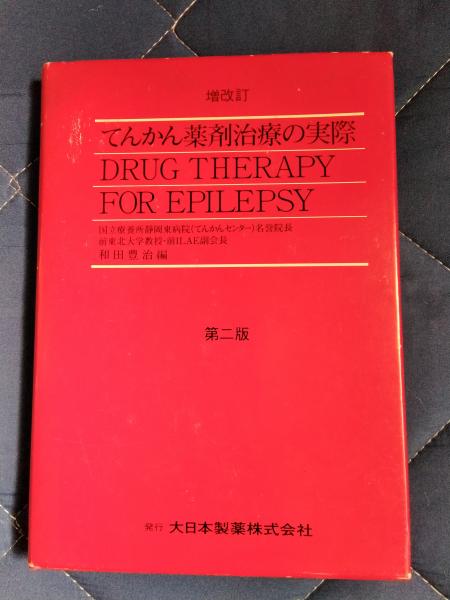 増改訂
てんかん薬剤治療の実際
DRUG THERAPY
FOR EPILEPSY
国立療養所静岡東病院(てんかんセンター)名誉院長
前東北大学教授・前ILAE副会長
和田豊治編
第二版
発行 大日本製薬株式会社